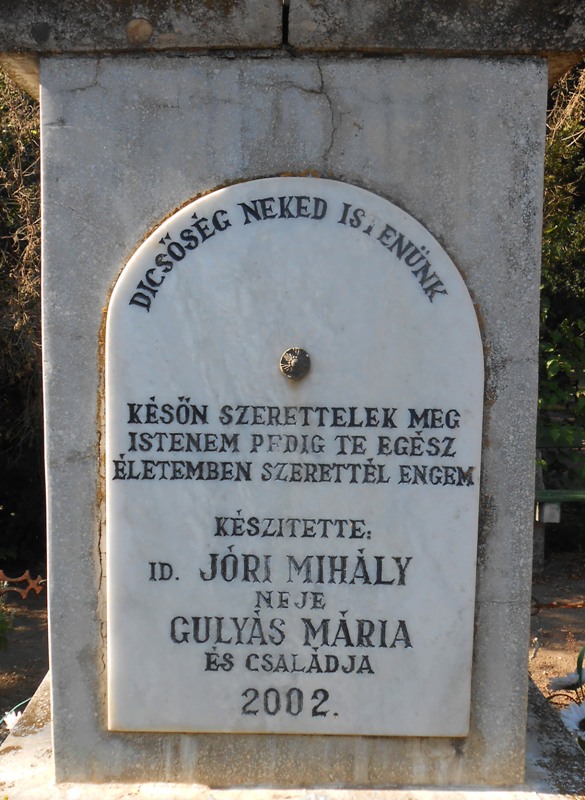 DICSŐSÉG NEKED ISTENÜNK
KÉSŐN SZERETTELEK MEG
ISTENEM PEDIG TE EGÉSZ
ÉLETEMBEN SZERETTÉL ENGEM
KÉSZITETTE:
ID. JÓRI MIHÁLY
NEJE
GULYÁS MÁRIA
ÉS CSALÁDJA
2002.